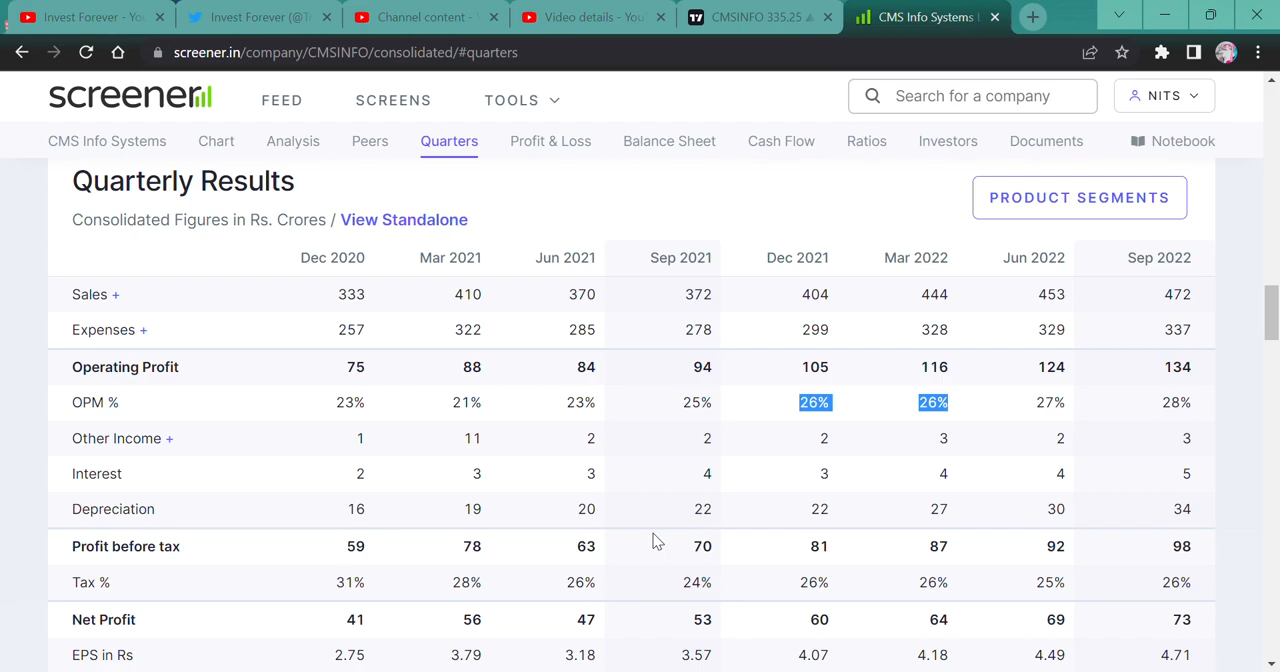 Invest Forever - Yo
Invest Forever (@T
Channel content -
Video details - You
CMSINFO 335.25
CMS Info Systems
screener.in/company/CMSINFO/consolidated/#quarters
screener
FEED SCREENS TOOLS
Search for a company
NITS
CMS Info Systems Chart Analysis Peers Quarters Profit & Loss Balance Sheet Cash Flow Ratios Investors Documents Notebook
Quarterly Results
PRODUCT SEGMENTS
Consolidated Figures in Rs. Crores / View Standalone
Dec 2020 Mar 2021 Jun 2021 Sep 2021 Dec 2021 Mar 2022 Jun 2022 Sep 2022
Sales + 333 410 370 372 404 444 453 472
Expenses + 257 322 285 278 299 328 329 337
Operating Profit 75 88 84 94 105 116 124 134
OPM % 23% 21% 23% 25% 26% 26% 27% 28%
Other Income + 1 11 2 2 2 3 2 3
Interest 2 3 3 4 3 4 4 5
Depreciation 16 19 20 22 22 27 30 34
Profit before tax 59 78 63 70 81 87 92 98
Tax % 31% 28% 26% 24% 26% 26% 25% 26%
Net Profit 41 56 47 53 60 64 69 73
EPS in Rs 2.75 3.79 3.18 3.57 4.07 4.18 4.49 4.71